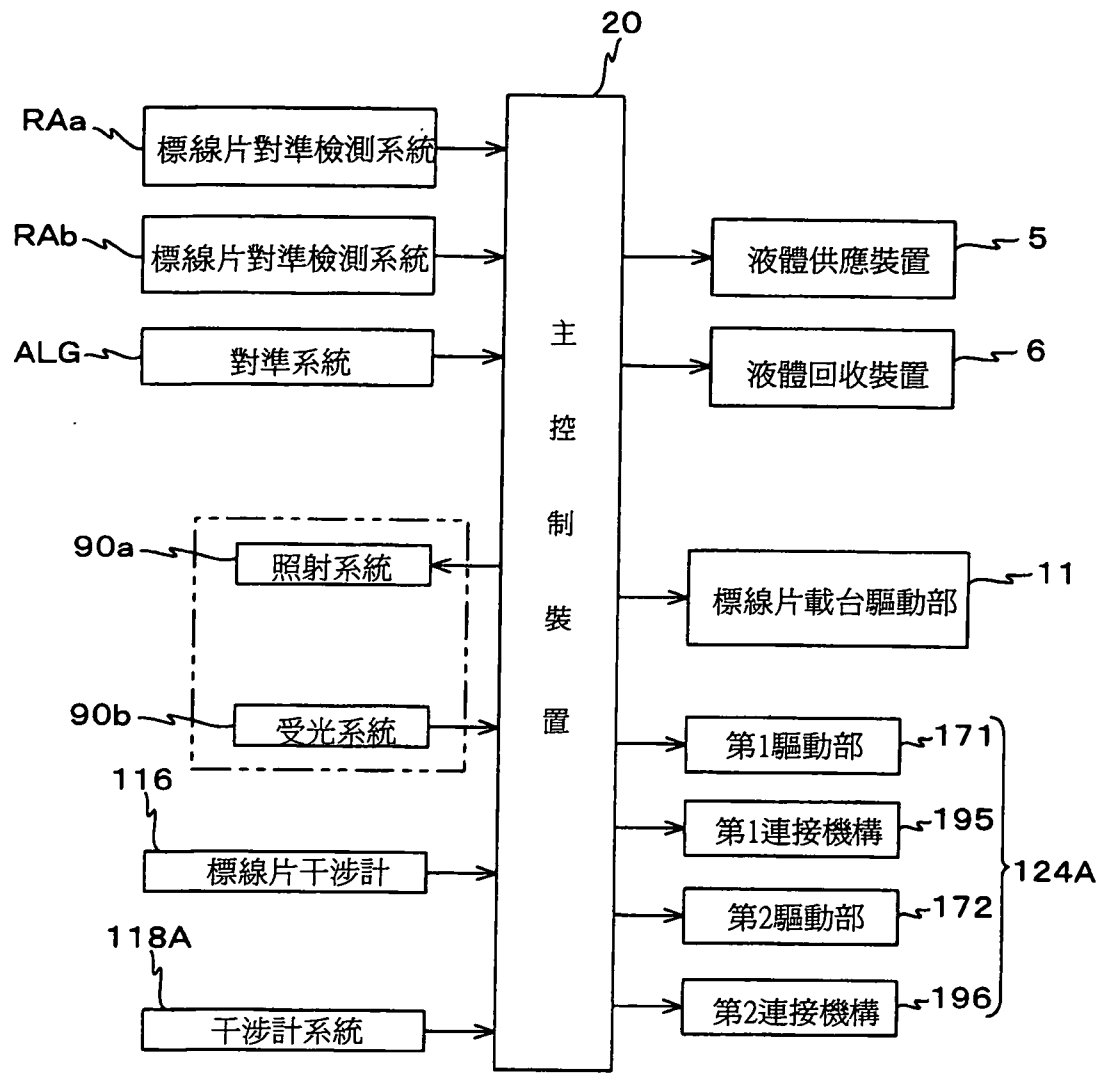 20
RAa
標線片對準檢測系統
RAb
標線片對準檢測系統
ALG
對準系統
90a
照射系統
90b
受光系統
116
標線片干涉計
118A
干涉計系統
主控制裝置
液體供應裝置
5
液體回收裝置
6
標線片載台驅動部
11
第1驅動部
171
第1連接機構
195
第2驅動部
172
第2連接機構
196
124A